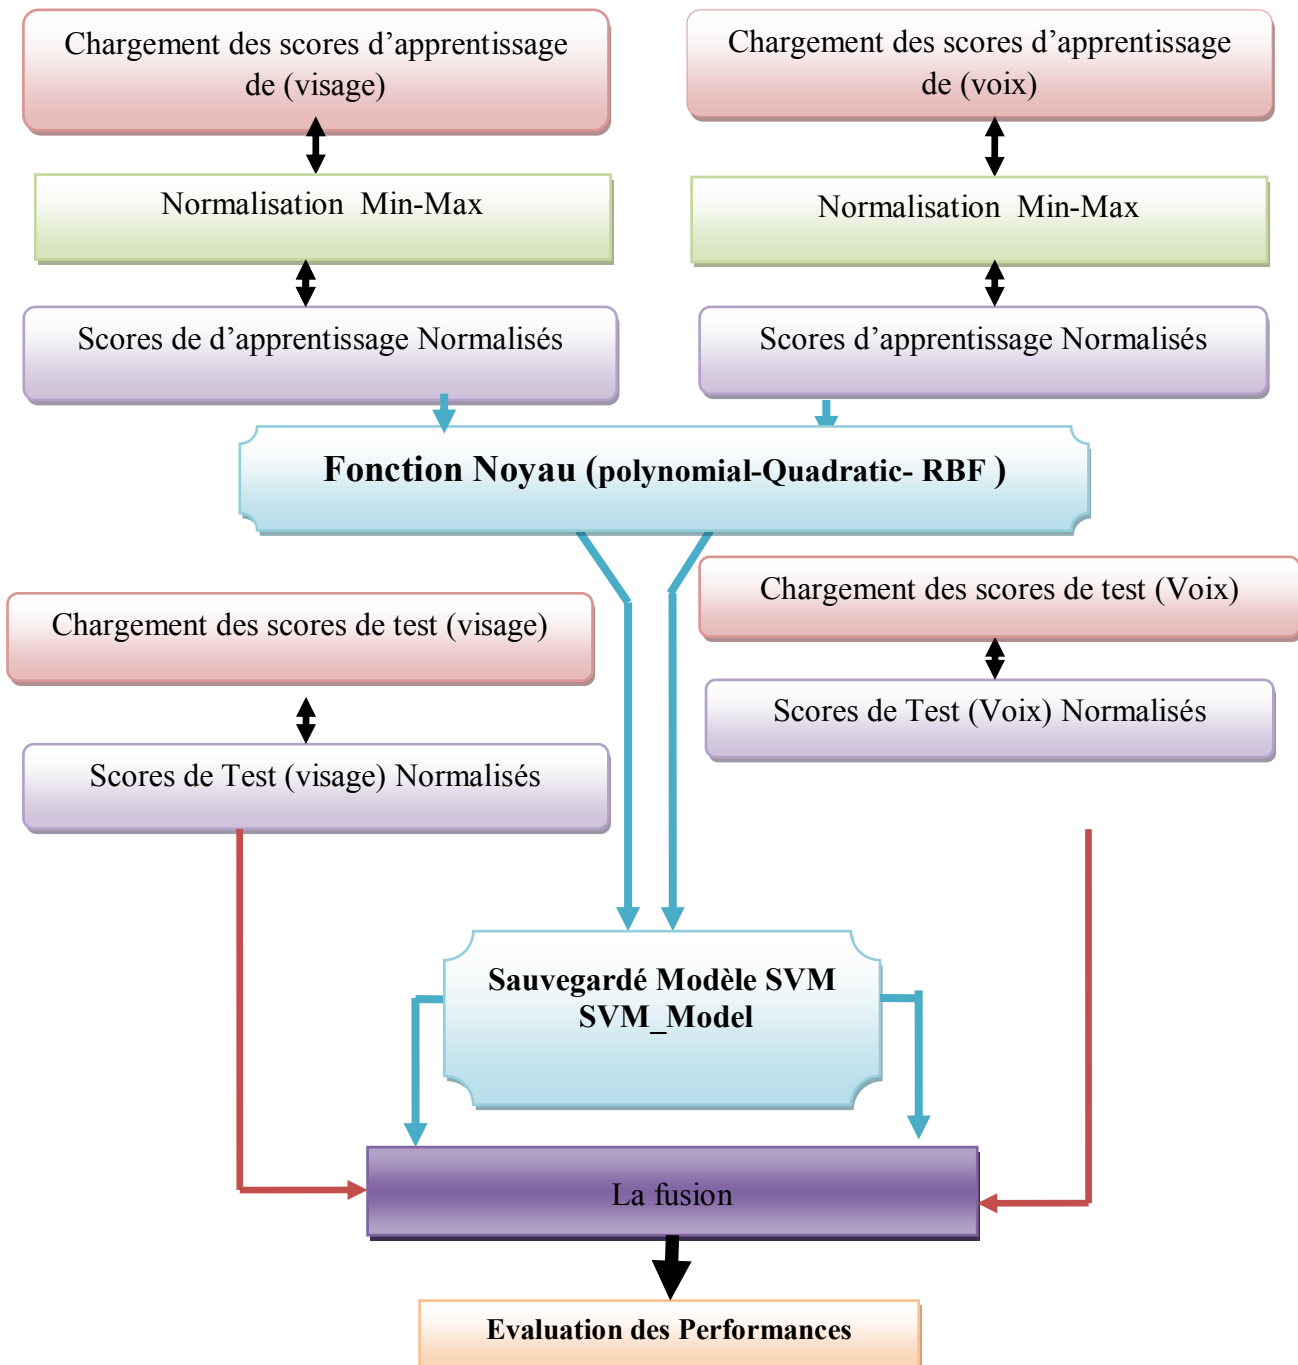 Chargement des scores d’apprentissage
de (visage)
Chargement des scores d’apprentissage
de (voix)
Normalisation Min-Max
Normalisation Min-Max
Scores de d’apprentissage Normalisés
Scores d’apprentissage Normalisés
Fonction Noyau (polynomial-Quadratic- RBF )
Chargement des scores de test (Voix)
Chargement des scores de test (visage)
Scores de Test (Voix) Normalisés
Scores de Test (visage) Normalisés
Sauvegardé Modèle SVM
SVM_Model
La fusion
Evaluation des Performances